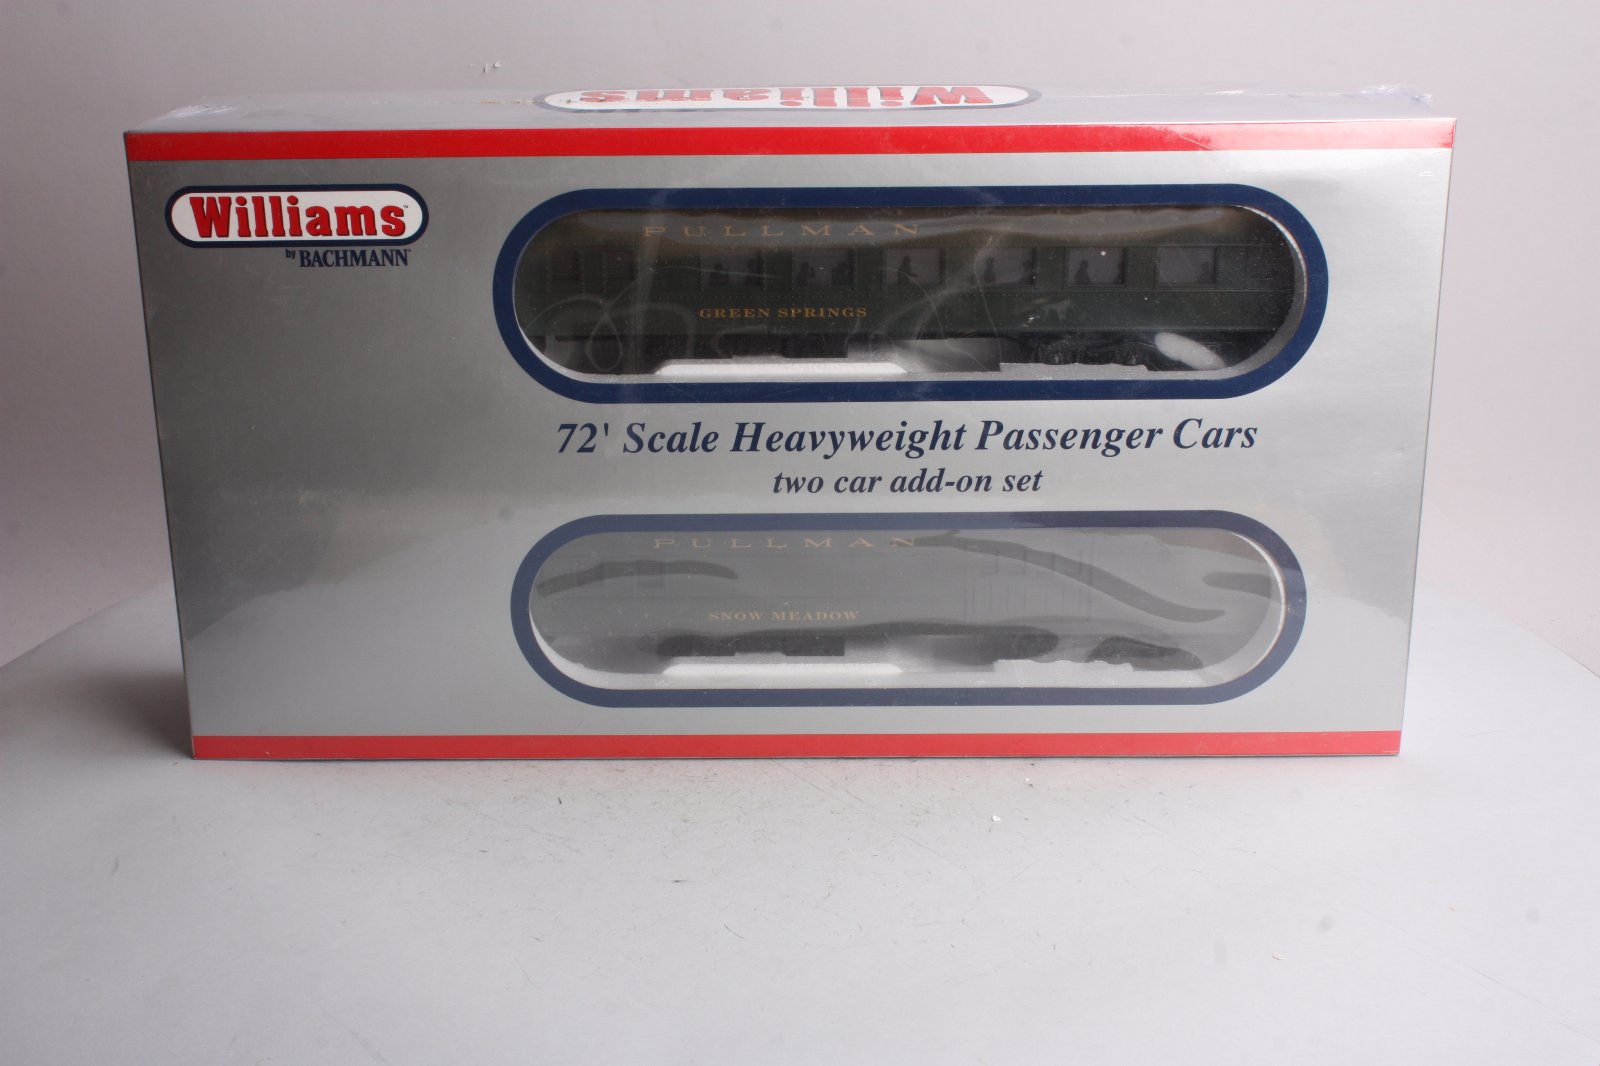 Williams
Williams™
by BACHMANN
PULLMAN
GREEN SPRINGS
72' Scale Heavyweight Passenger Cars
two car add-on set
PULLMAN
SNOW MEADOW